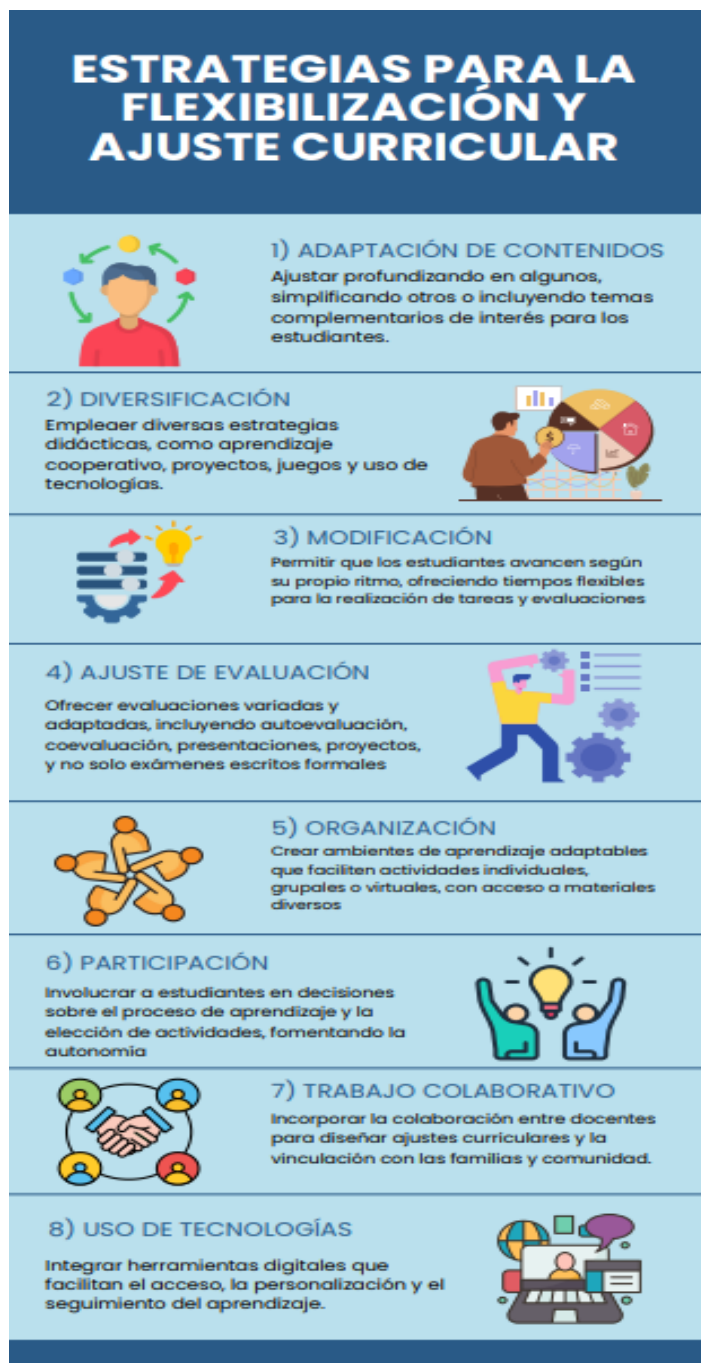 ESTRATEGIAS PARA LA
FLEXIBILIZACIÓN Y
AJUSTE CURRICULAR
1) ADAPTACIÓN DE CONTENIDOS
Ajustar profundizando en algunos,
simplificando otros o incluyendo temas
complementarios de interés para los
estudiantes.
2) DIVERSIFICACIÓN
Empleaer diversas estrategias
didácticas, como aprendizaje
cooperativo, proyectos, juegos y uso de
tecnologías.
3) MODIFICACIÓN
Permitir que los estudiantes avancen según
su propio ritmo, ofreciendo tiempos flexibles
para la realización de tareas y evaluaciones
4) AJUSTE DE EVALUACIÓN
Ofrecer evaluaciones variadas y
adaptadas, incluyendo autoevaluación,
coevaluación, presentaciones, proyectos,
y no solo exámenes escritos formales
5) ORGANIZACIÓN
Crear ambientes de aprendizaje adaptables
que faciliten actividades individuales,
grupales o virtuales, con acceso a materiales
diversos
6) PARTICIPACIÓN
Involucrar a estudiantes en decisiones
sobre el proceso de aprendizaje y la
elección de actividades, fomentando la
autonomía
7) TRABAJO COLABORATIVO
Incorporar la colaboración entre docentes
para diseñar ajustes curriculares y la
vinculación con las familias y comunidad.
8) USO DE TECNOLOGÍAS
Integrar herramientas digitales que
facilitan el acceso, la personalización y el
seguimiento del aprendizaje.